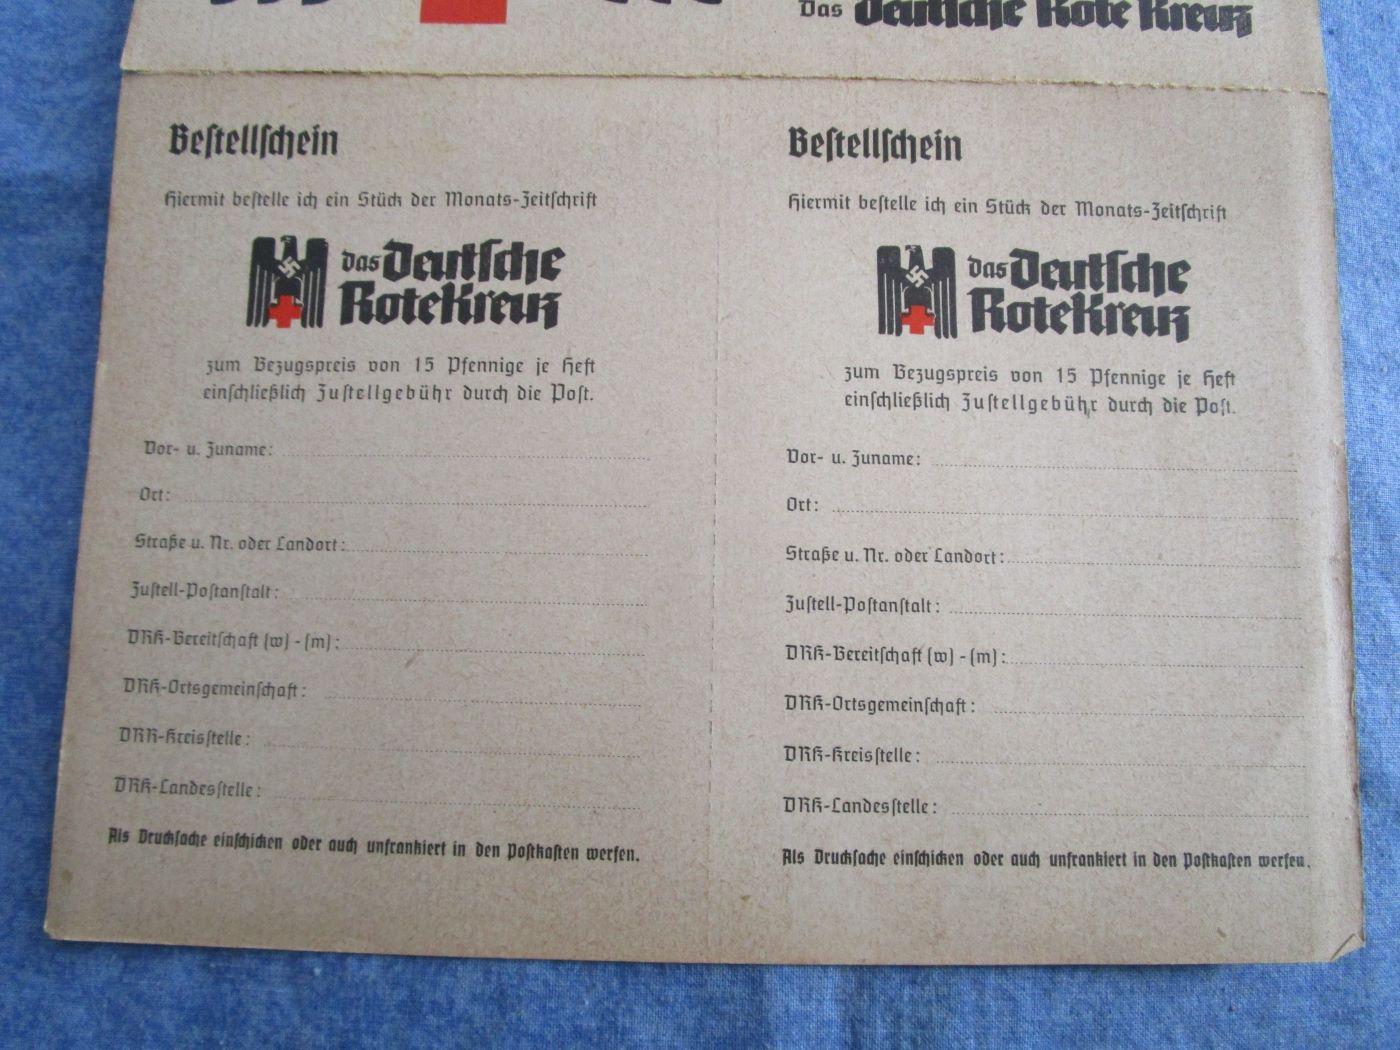 Das Deutsche Rote Kreuz
Bestellschein
Hiermit bestelle ich ein Stück der Monats-Zeitschrift
das Deutsche
Rote Kreuz
zum Bezugspreis von 15 Pfennige je Heft
einschließlich Zustellgebühr durch die Post.
Vor- u. Zuname:
Ort:
Straße u. Nr. oder Landort:
Zustell-Postanstalt:
DRK-Bereitschaft (w) - (m):
DRK-Ortsgemeinschaft:
DRK-Kreisstelle:
DRK-Landesstelle:
Als Drucksache einschicken oder auch unfrankiert in den Postkasten werfen.
Bestellschein
Hiermit bestelle ich ein Stück der Monats-Zeitschrift
das Deutsche
Rote Kreuz
zum Bezugspreis von 15 Pfennige je Heft
einschließlich Zustellgebühr durch die Post.
Vor- u. Zuname:
Ort:
Straße u. Nr. oder Landort:
Zustell-Postanstalt:
DRK-Bereitschaft (w) - (m):
DRK-Ortsgemeinschaft:
DRK-Kreisstelle:
DRK-Landesstelle:
Als Drucksache einschicken oder auch unfrankiert in den Postkasten werfen.